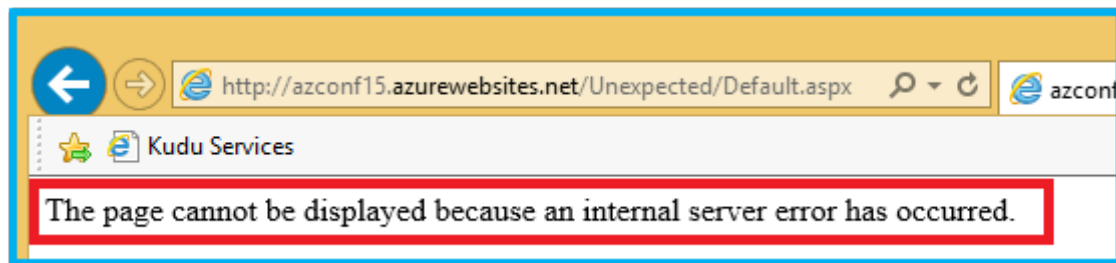 http://azconf15.azurewebsites.net/Unexpected/Default.aspx
azconf
Kudu Services
The page cannot be displayed because an internal server error has occurred.